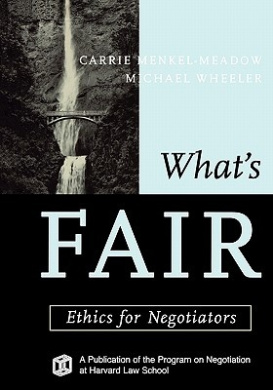 CARRIE MENKEL-MEADOW
MICHAEL WHEELER
What's
FAIR
Ethics for Negotiators
A Publication of the Program on Negotiation
at Harvard Law School